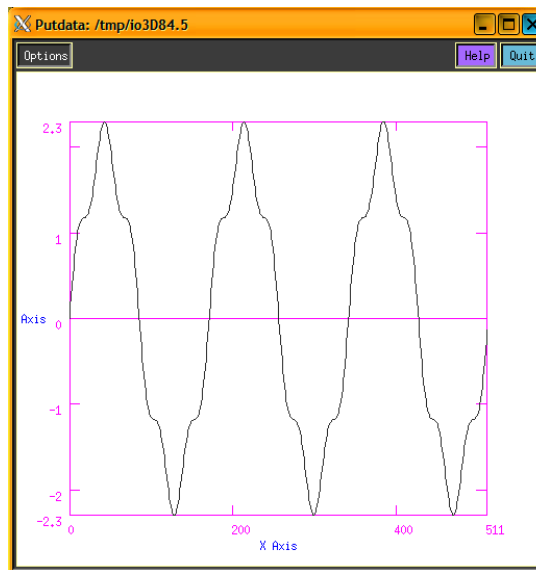 Putdata: /tmp/io3D84.5
Options Help Quit
2.3
1
Axis 0
-1
-2
-2.3
0 200 400 511
X Axis